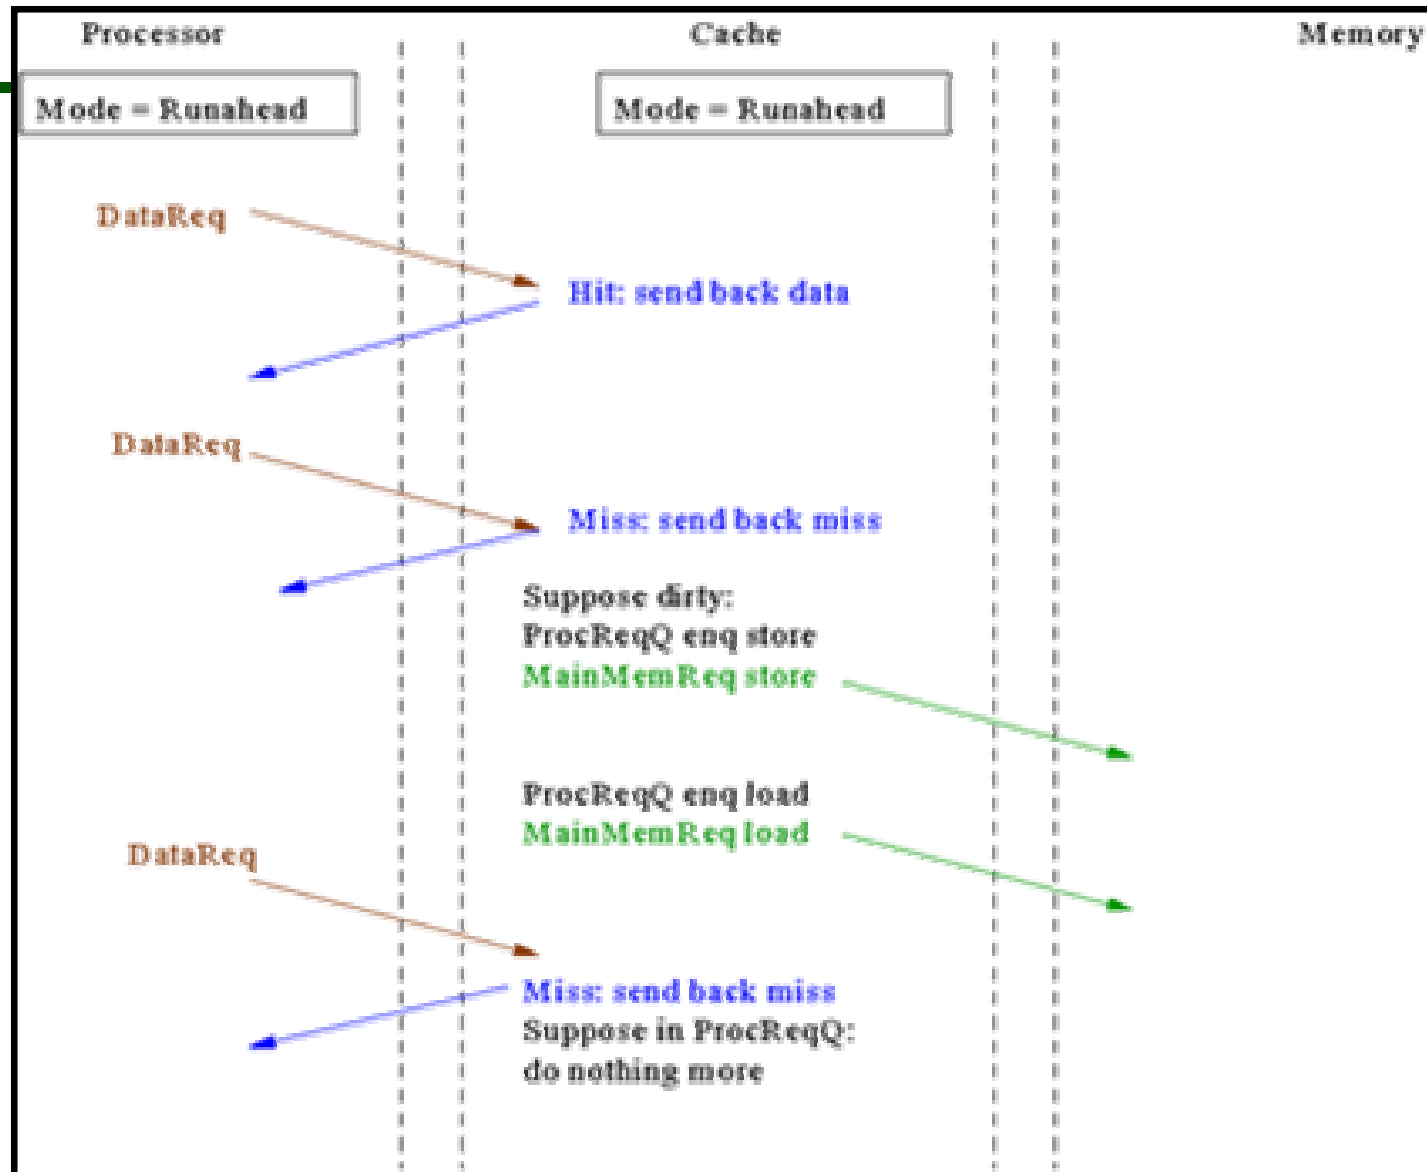 Processor Cache Memory
Mode = Runahead Mode = Runahead
DataReq
Hit: send back data
DataReq
Miss: send back miss
Suppose dirty:
ProcReqQ enq store
MainMemReq store
ProcReqQ enq load
MainMemReq load
DataReq
Miss: send back miss
Suppose in ProcReqQ:
do nothing more